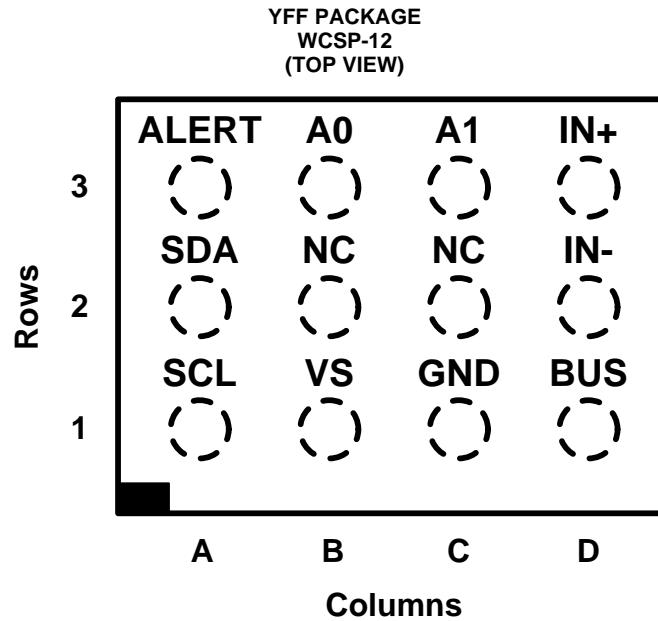 YFF PACKAGE
WCSP-12
(TOP VIEW)
ALERT A0 A1 IN+
3
SDA NC NC IN-
2
Rows
SCL VS GND BUS
1
A B C D
Columns